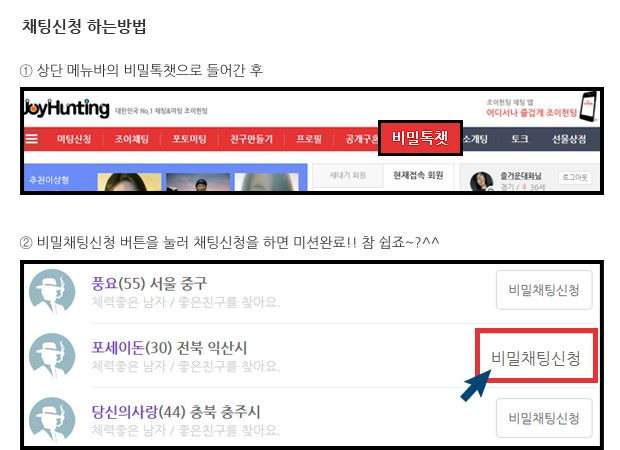 채팅신청 하는방법
① 상단 메뉴바의 비밀톡챗으로 들어간 후
JoyHunting 대한민국 No.1 채팅&미팅 조이헌팅
조이헌팅 채팅 앱
어디서나 즐겁게 조이헌팅
미팅신청 조이채팅 포토미팅 친구만들기 프로필 공개구혼 비밀톡챗 소개팅 토크 선물상점
추천이상형 새내기 회원 현재접속 회원 즐거운대화님 로그아웃
경기 / 36세
② 비밀채팅신청 버튼을 눌러 채팅신청을 하면 미션완료!! 참 쉽죠~?^^
풍요(55) 서울 중구 비밀채팅신청
체력좋은 남자 / 좋은친구를 찾아요.
포세이돈(30) 전북 익산시 비밀채팅신청
체력좋은 남자 / 좋은친구를 찾아요.
당신의사랑(44) 충북 충주시 비밀채팅신청
체력좋은 남자 / 좋은친구를 찾아요.